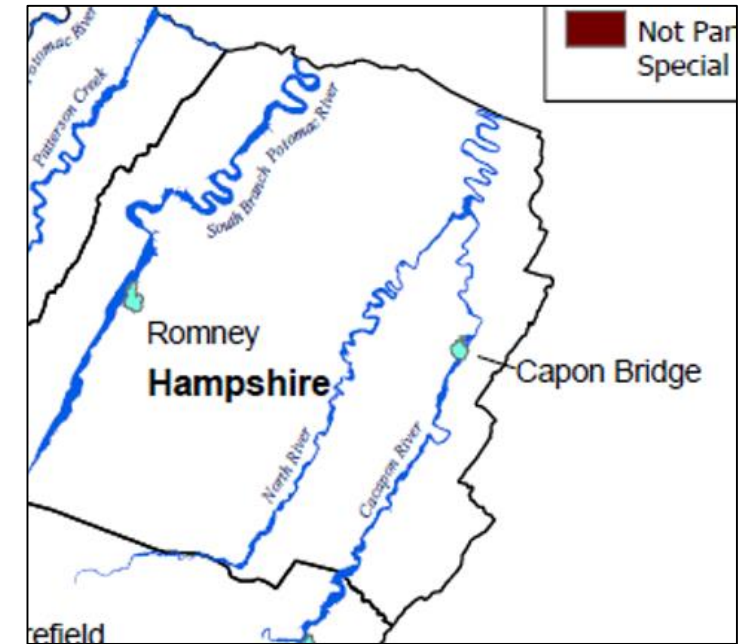 Not Par
Special
otomac River
Patterson Creek
South Branch Potomac River
Romney
Hampshire
Capon Bridge
North River
Cacapon River
refield